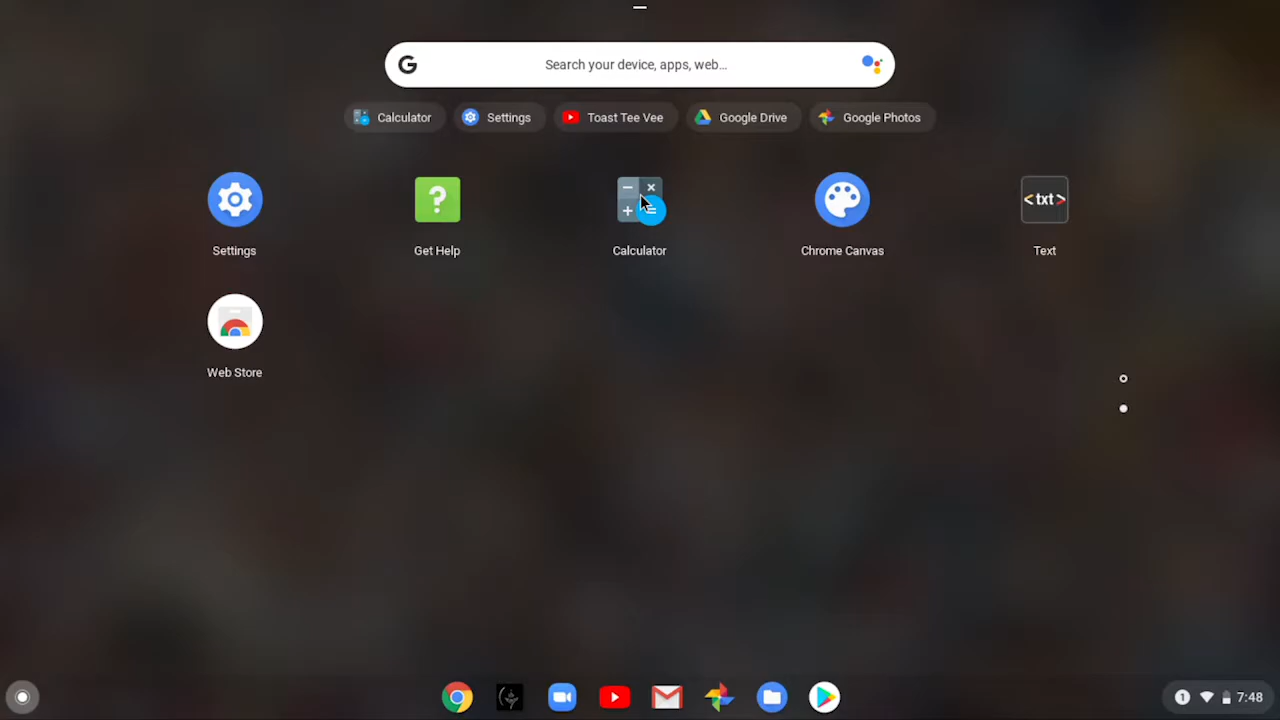 Search your device, apps, web...
Calculator
Settings
Toast Tee Vee
Google Drive
Google Photos
<txt>
Settings
Get Help
Calculator
Chrome Canvas
Text
Web Store
1
7:48